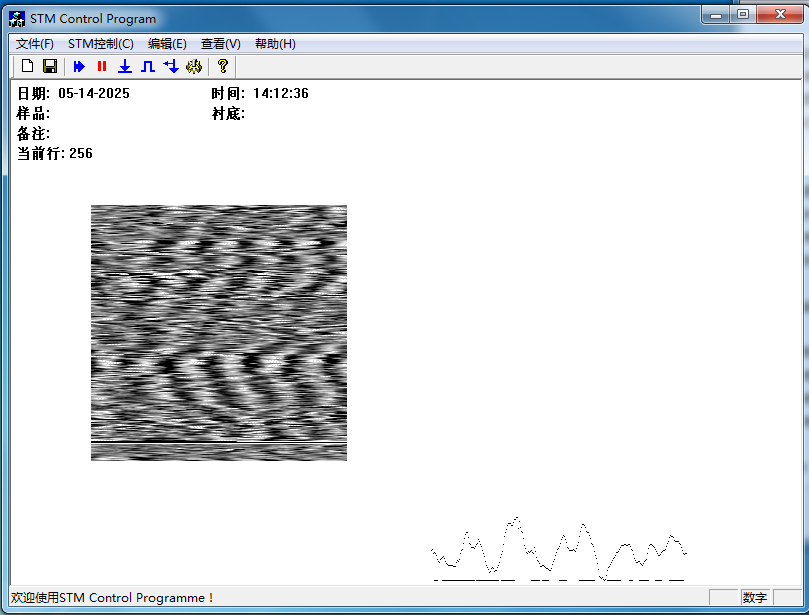 STM Control Program
文件(F) STM控制(C) 编辑(E) 查看(V) 帮助(H)
日期: 05-14-2025 时间: 14:12:36
样品: 衬底:
备注:
当前行: 256
欢迎使用STM Control Programme !
数字